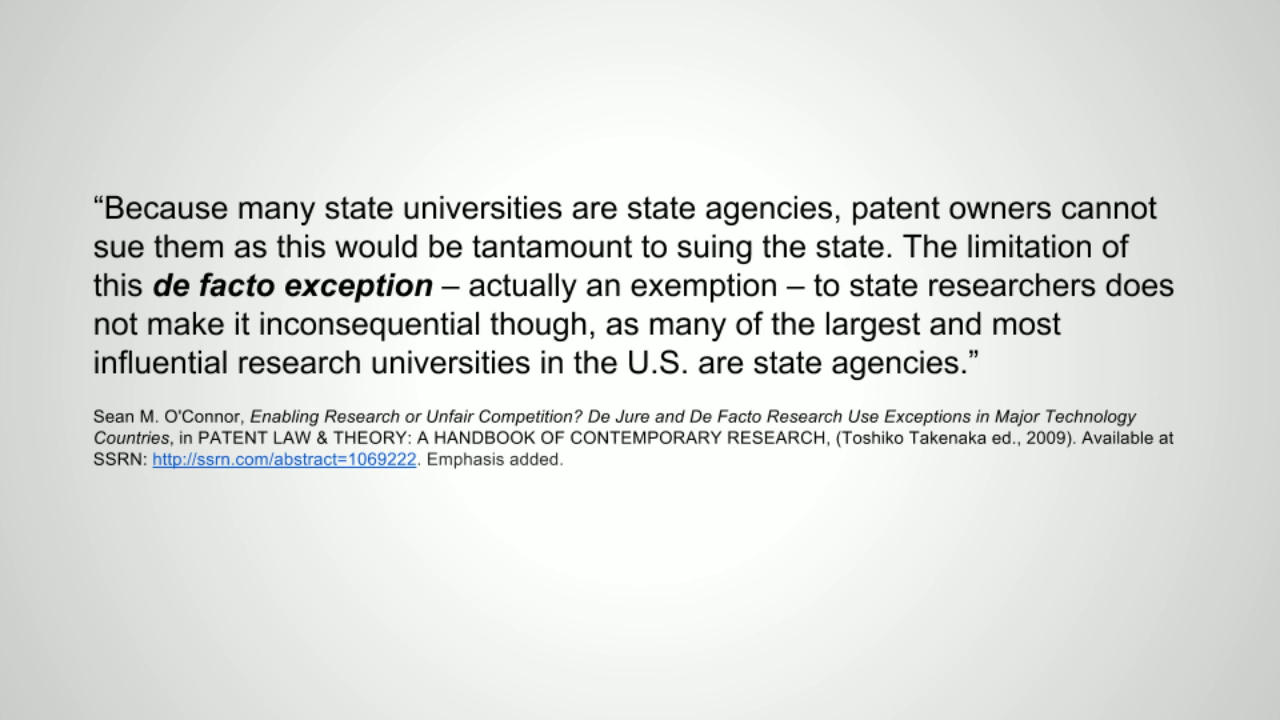 “Because many state universities are state agencies, patent owners cannot
sue them as this would be tantamount to suing the state. The limitation of
this de facto exception – actually an exemption – to state researchers does
not make it inconsequential though, as many of the largest and most
influential research universities in the U.S. are state agencies.”
Sean M. O'Connor, Enabling Research or Unfair Competition? De Jure and De Facto Research Use Exceptions in Major Technology
Countries, in PATENT LAW & THEORY: A HANDBOOK OF CONTEMPORARY RESEARCH, (Toshiko Takenaka ed., 2009). Available at
SSRN: http://ssrn.com/abstract=1069222. Emphasis added.